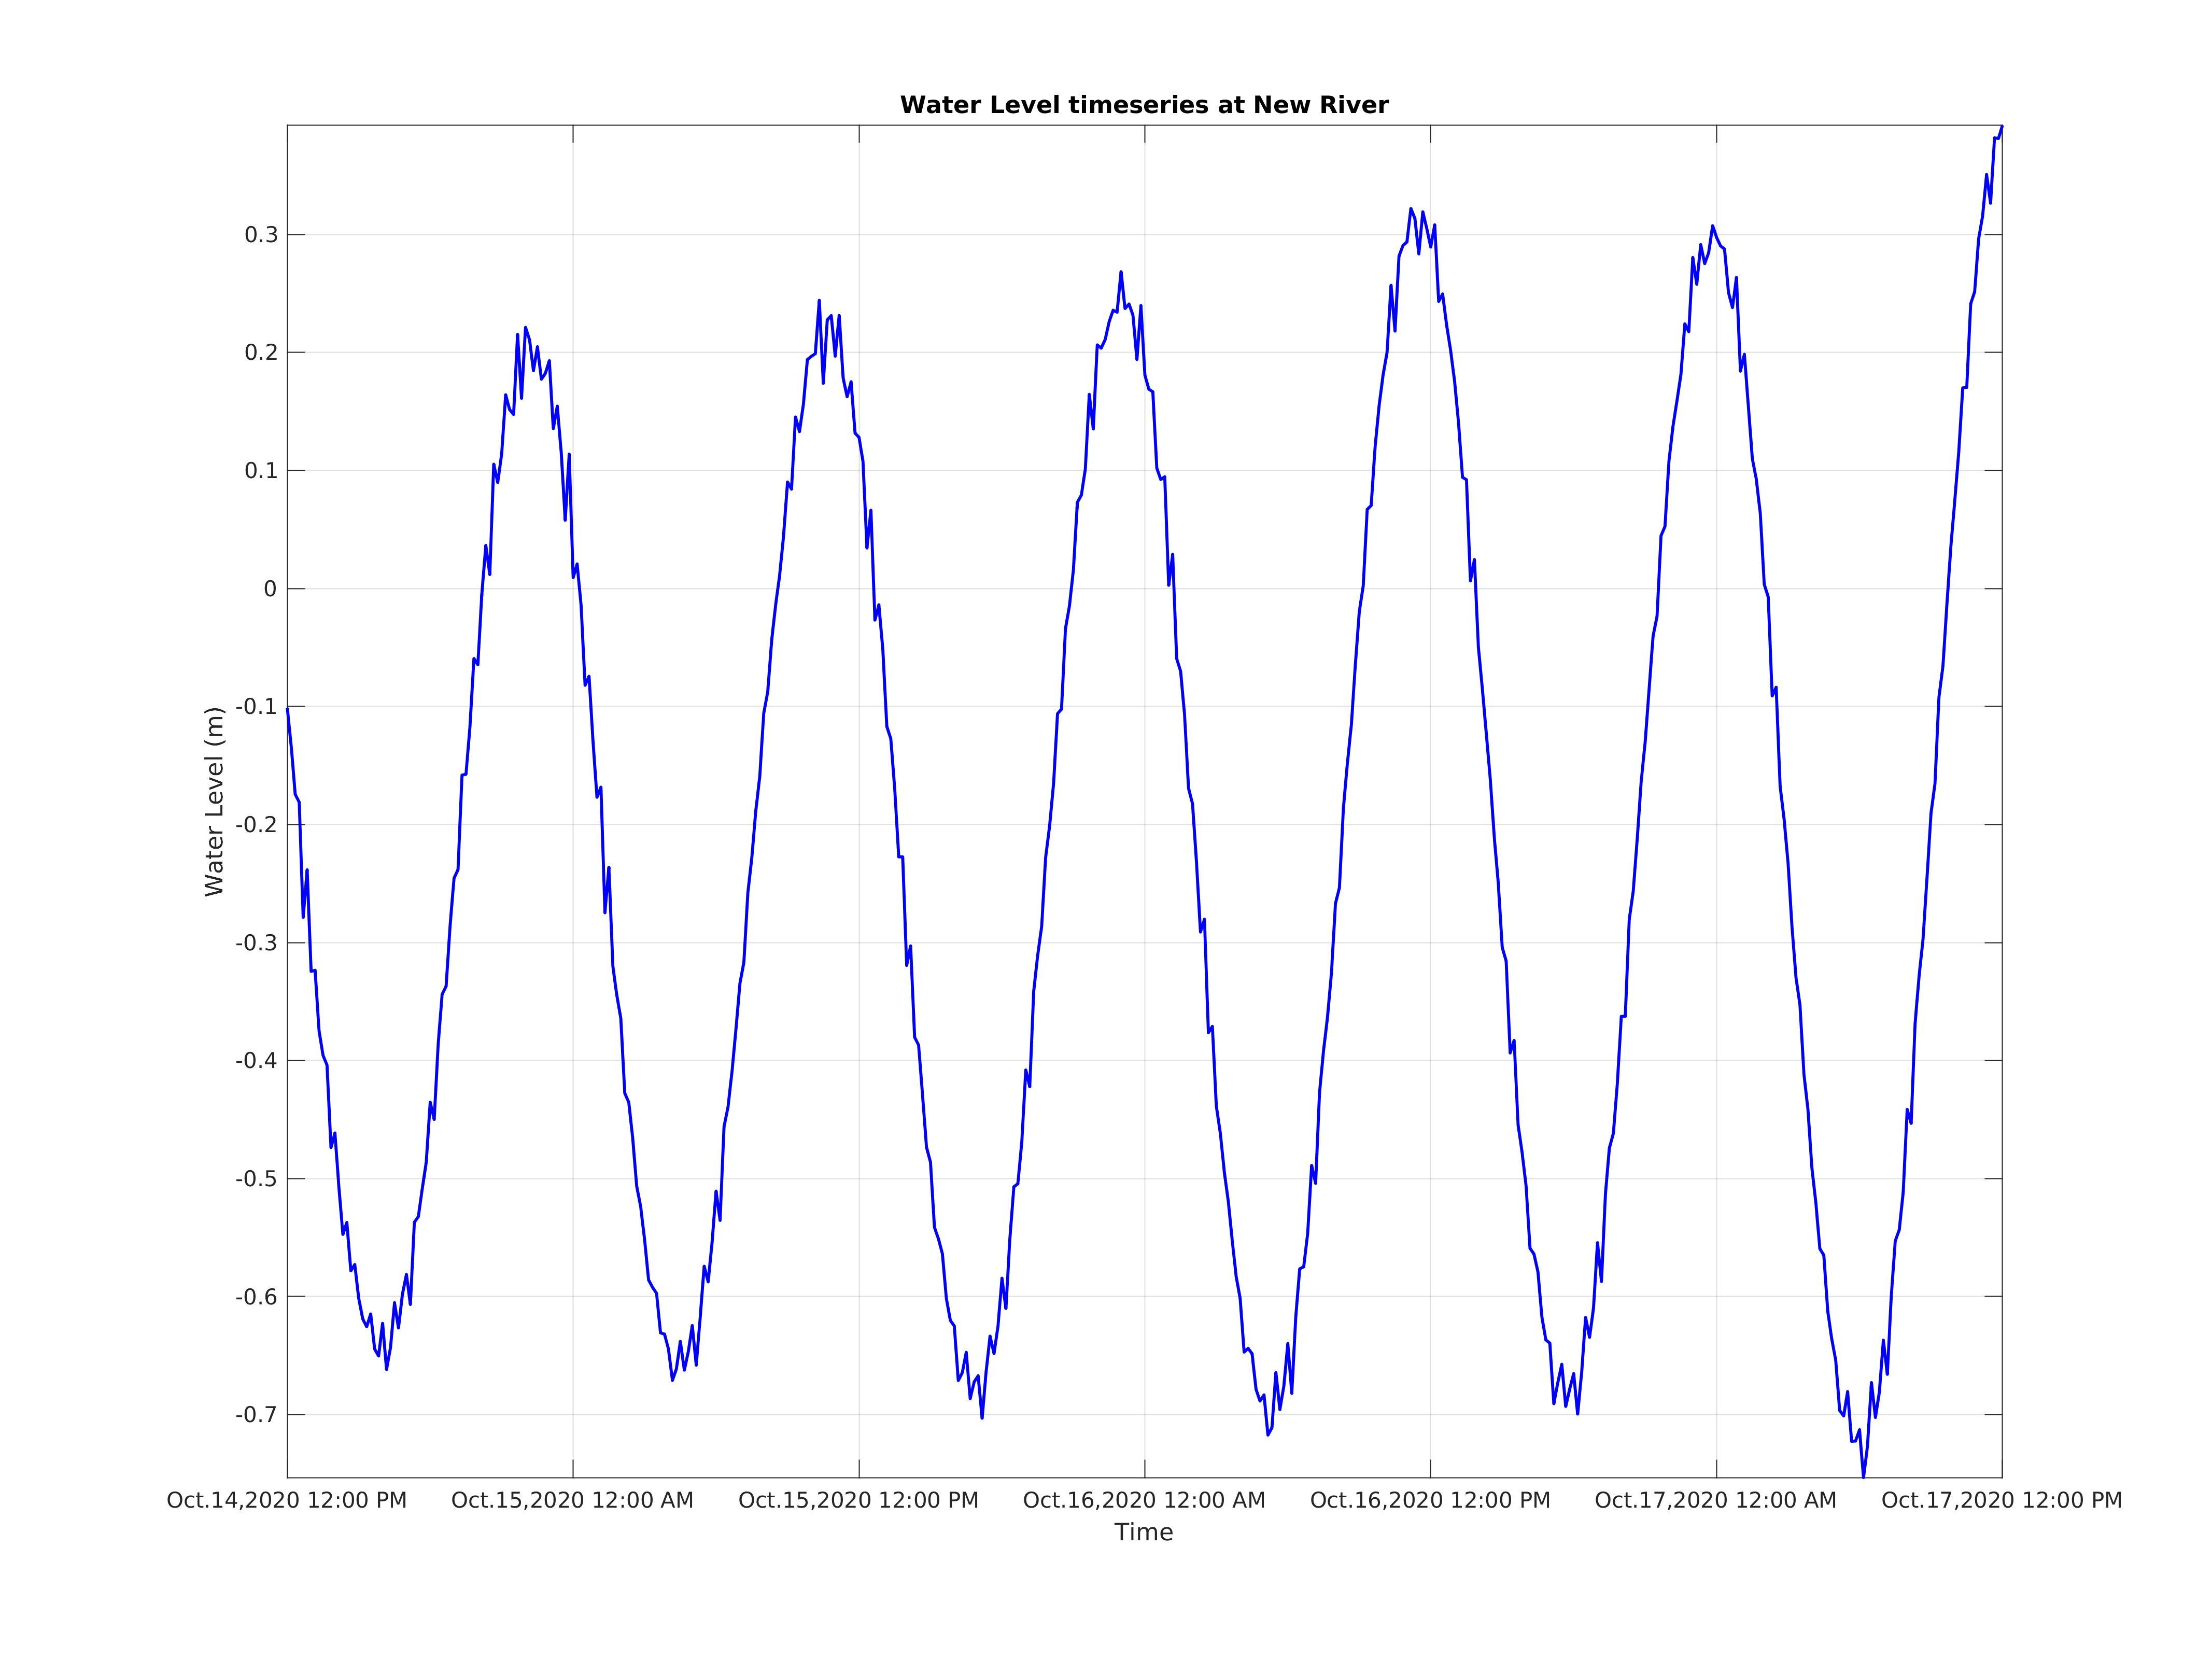 Water Level timeseries at New River
0.3
0.2
0.1
0
-0.1
-0.2
-0.3
-0.4
-0.5
-0.6
-0.7
Water Level (m)
Oct.14,2020 12:00 PM
Oct.15,2020 12:00 AM
Oct.15,2020 12:00 PM
Oct.16,2020 12:00 AM
Oct.16,2020 12:00 PM
Oct.17,2020 12:00 AM
Oct.17,2020 12:00 PM
Time